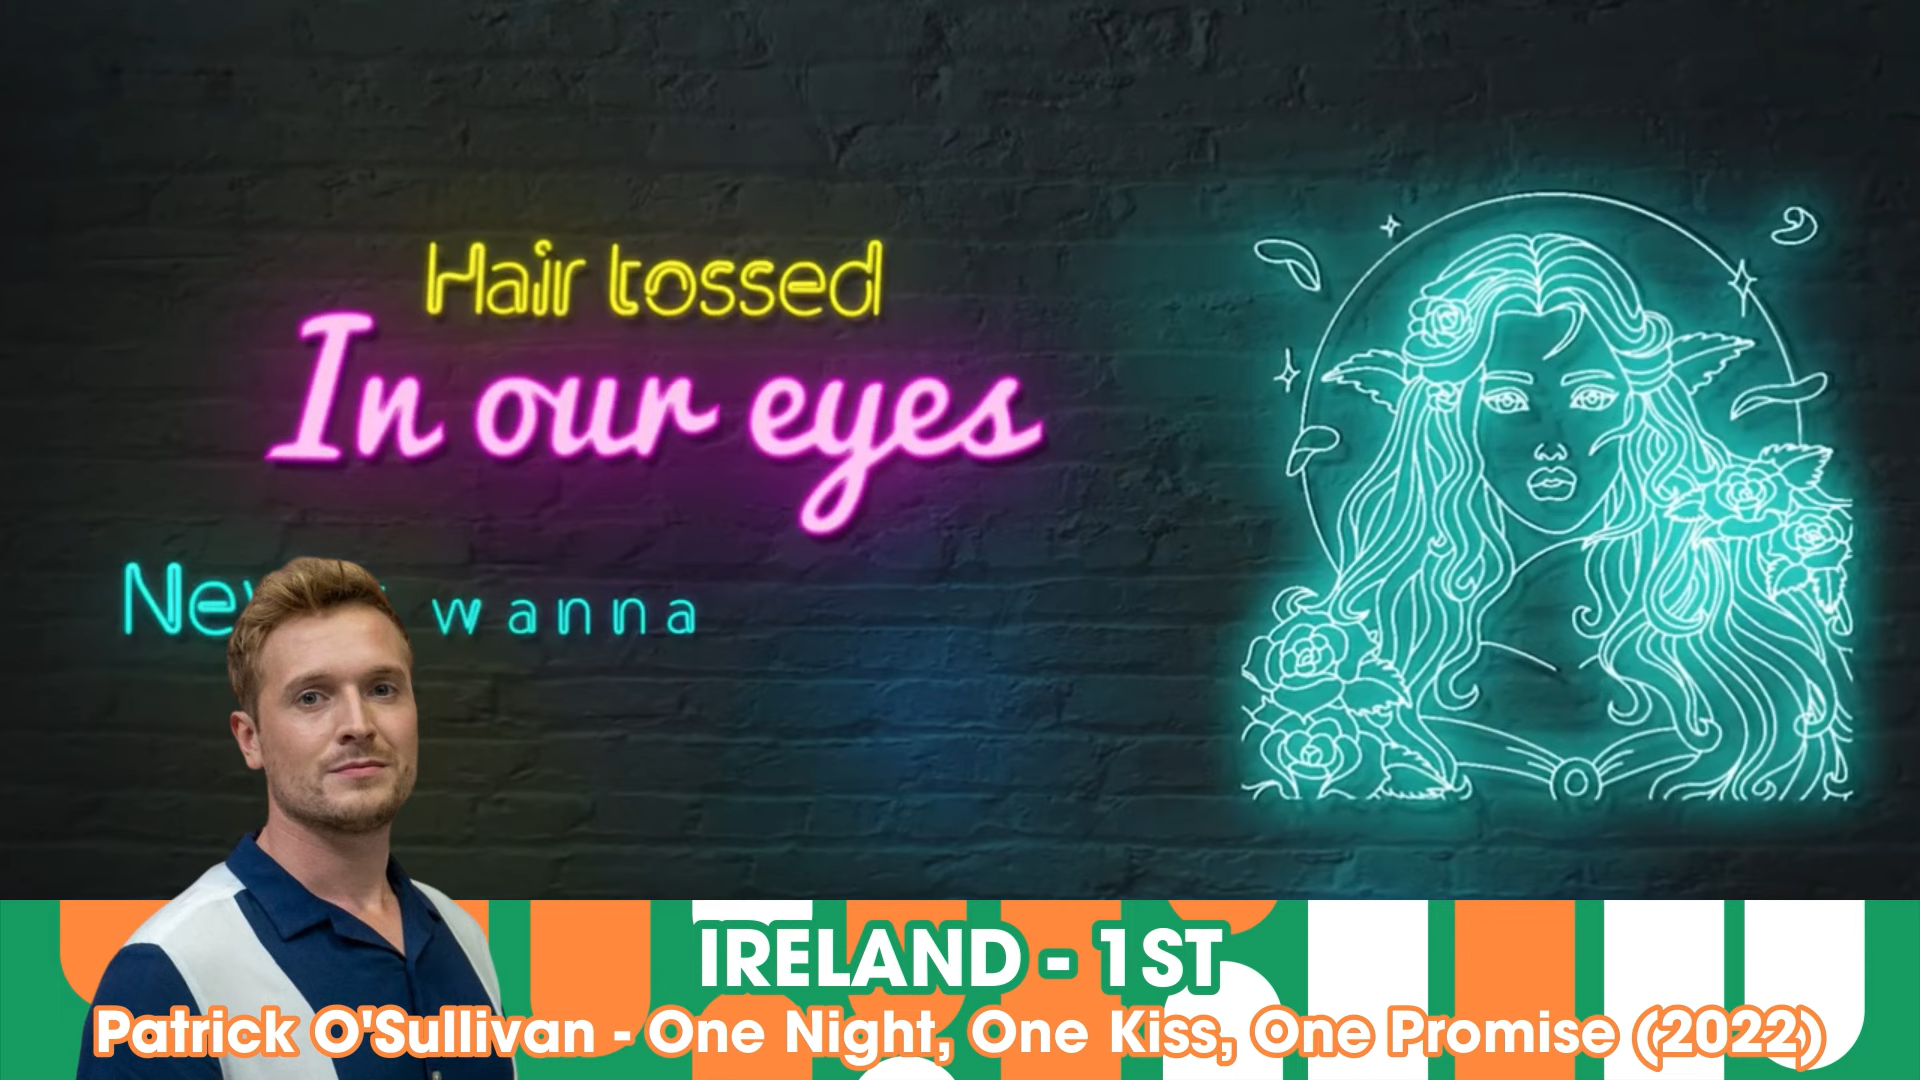 Hair tossed
In our eyes
wanna
IRELAND - 1ST
Patrick O'Sullivan - One Night, One Kiss, One Promise (2022)